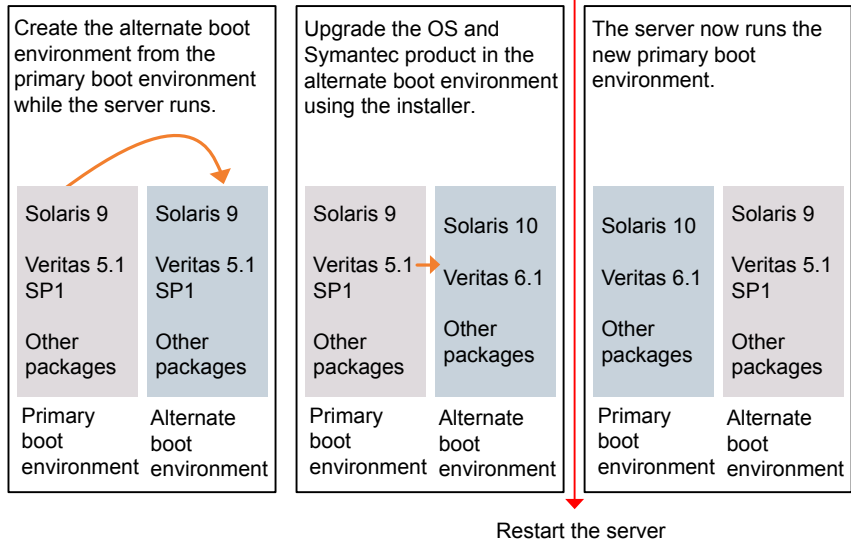 Create the alternate boot
environment from the
primary boot environment
while the server runs.
Solaris 9
Veritas 5.1
SP1
Other
packages
Primary
boot
environment
Solaris 9
Veritas 5.1
SP1
Other
packages
Alternate
boot
environment
Upgrade the OS and
Symantec product in the
alternate boot environment
using the installer.
Solaris 9
Veritas 5.1
SP1
Other
packages
Primary
boot
environment
Solaris 10
Veritas 6.1
Other
packages
Alternate
boot
environment
The server now runs the
new primary boot
environment.
Solaris 10
Veritas 6.1
Other
packages
Primary
boot
environment
Solaris 9
Veritas 5.1
SP1
Other
packages
Alternate
boot
environment
Restart the server